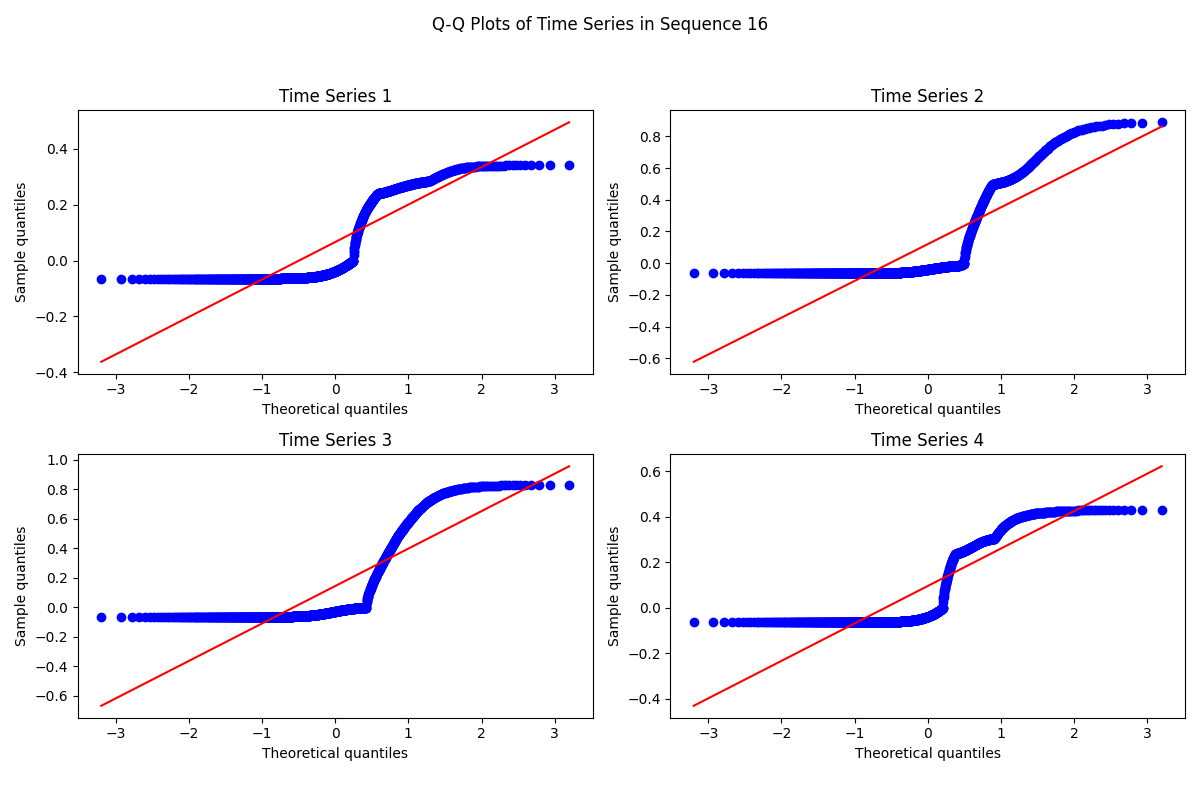 Q-Q Plots of Time Series in Sequence 16
Time Series 1
Sample quantiles
0.4
0.2
0.0
−0.2
−0.4
−3 −2 −1 0 1 2 3
Theoretical quantiles
Time Series 2
Sample quantiles
0.8
0.6
0.4
0.2
0.0
−0.2
−0.4
−0.6
−3 −2 −1 0 1 2 3
Theoretical quantiles
Time Series 3
Sample quantiles
1.0
0.8
0.6
0.4
0.2
0.0
−0.2
−0.4
−0.6
−3 −2 −1 0 1 2 3
Theoretical quantiles
Time Series 4
Sample quantiles
0.6
0.4
0.2
0.0
−0.2
−0.4
−3 −2 −1 0 1 2 3
Theoretical quantiles